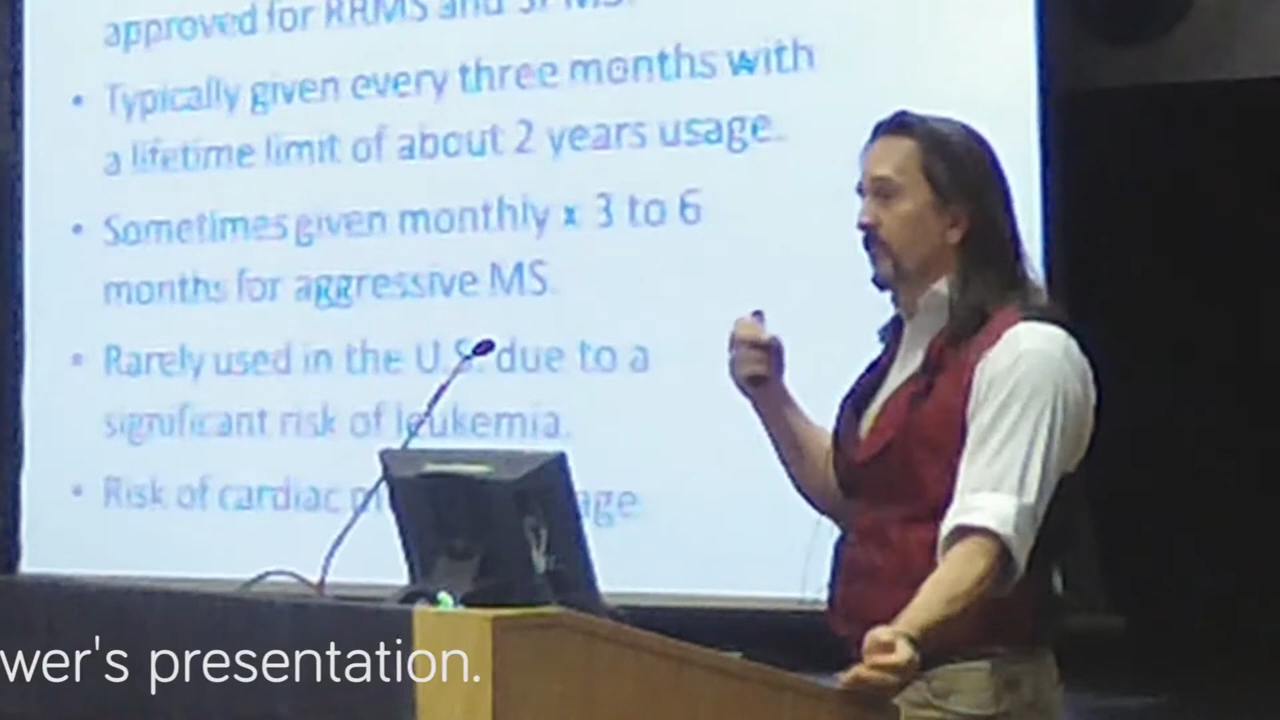 approved for RRMS and SPMS.
• Typically given every three months with
a lifetime limit of about 2 years usage.
• Sometimes given monthly x 3 to 6
months for aggressive MS.
• Rarely used in the U.S. due to a
significant risk of leukemia.
• Risk of cardiac
wer's presentation.